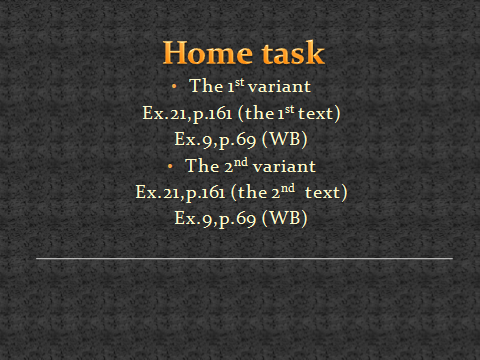 Home task
• The 1st variant
Ex.21,p.161 (the 1st text)
Ex.9,p.69 (WB)
• The 2nd variant
Ex.21,p.161 (the 2nd text)
Ex.9,p.69 (WB)